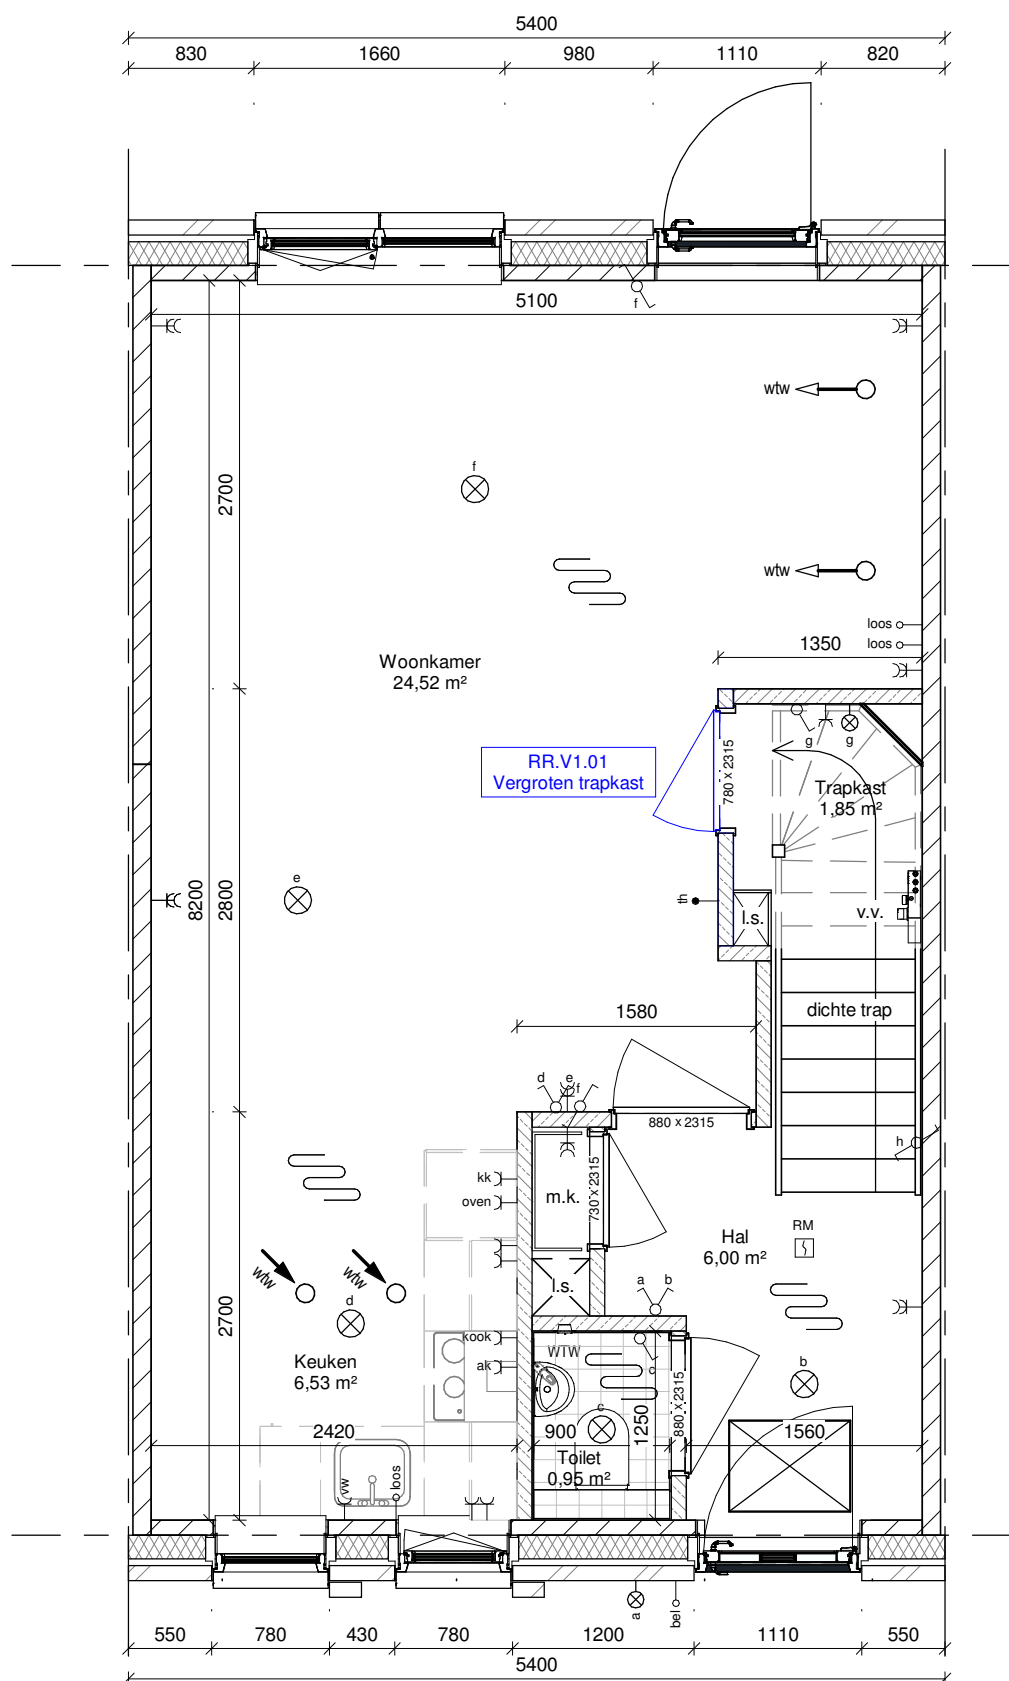 5400
830 1660 980 1110 820
f
5100
wtw
f
2700
wtw
loos
loos
1350
Woonkamer
24,52 m²
g g
RR.V1.01
Vergroten trapkast
780 x 2315
Trapkast
1,85 m²
e
8200
2800
th
l.s.
v.v.
dichte trap
1580
d e f
880 x 2315
h
kk
oven
m.k.
730 x 2315
Hal
6,00 m²
RM
wtw wtw
l.s.
a b
d
2700
kook
WTW
c
Keuken
6,53 m²
ak
b
880 x 2315
c
1250
2420 900 1560
Toilet
0,95 m²
vw
loos
a
bel
550 780 430 780 1200 1110 550
5400